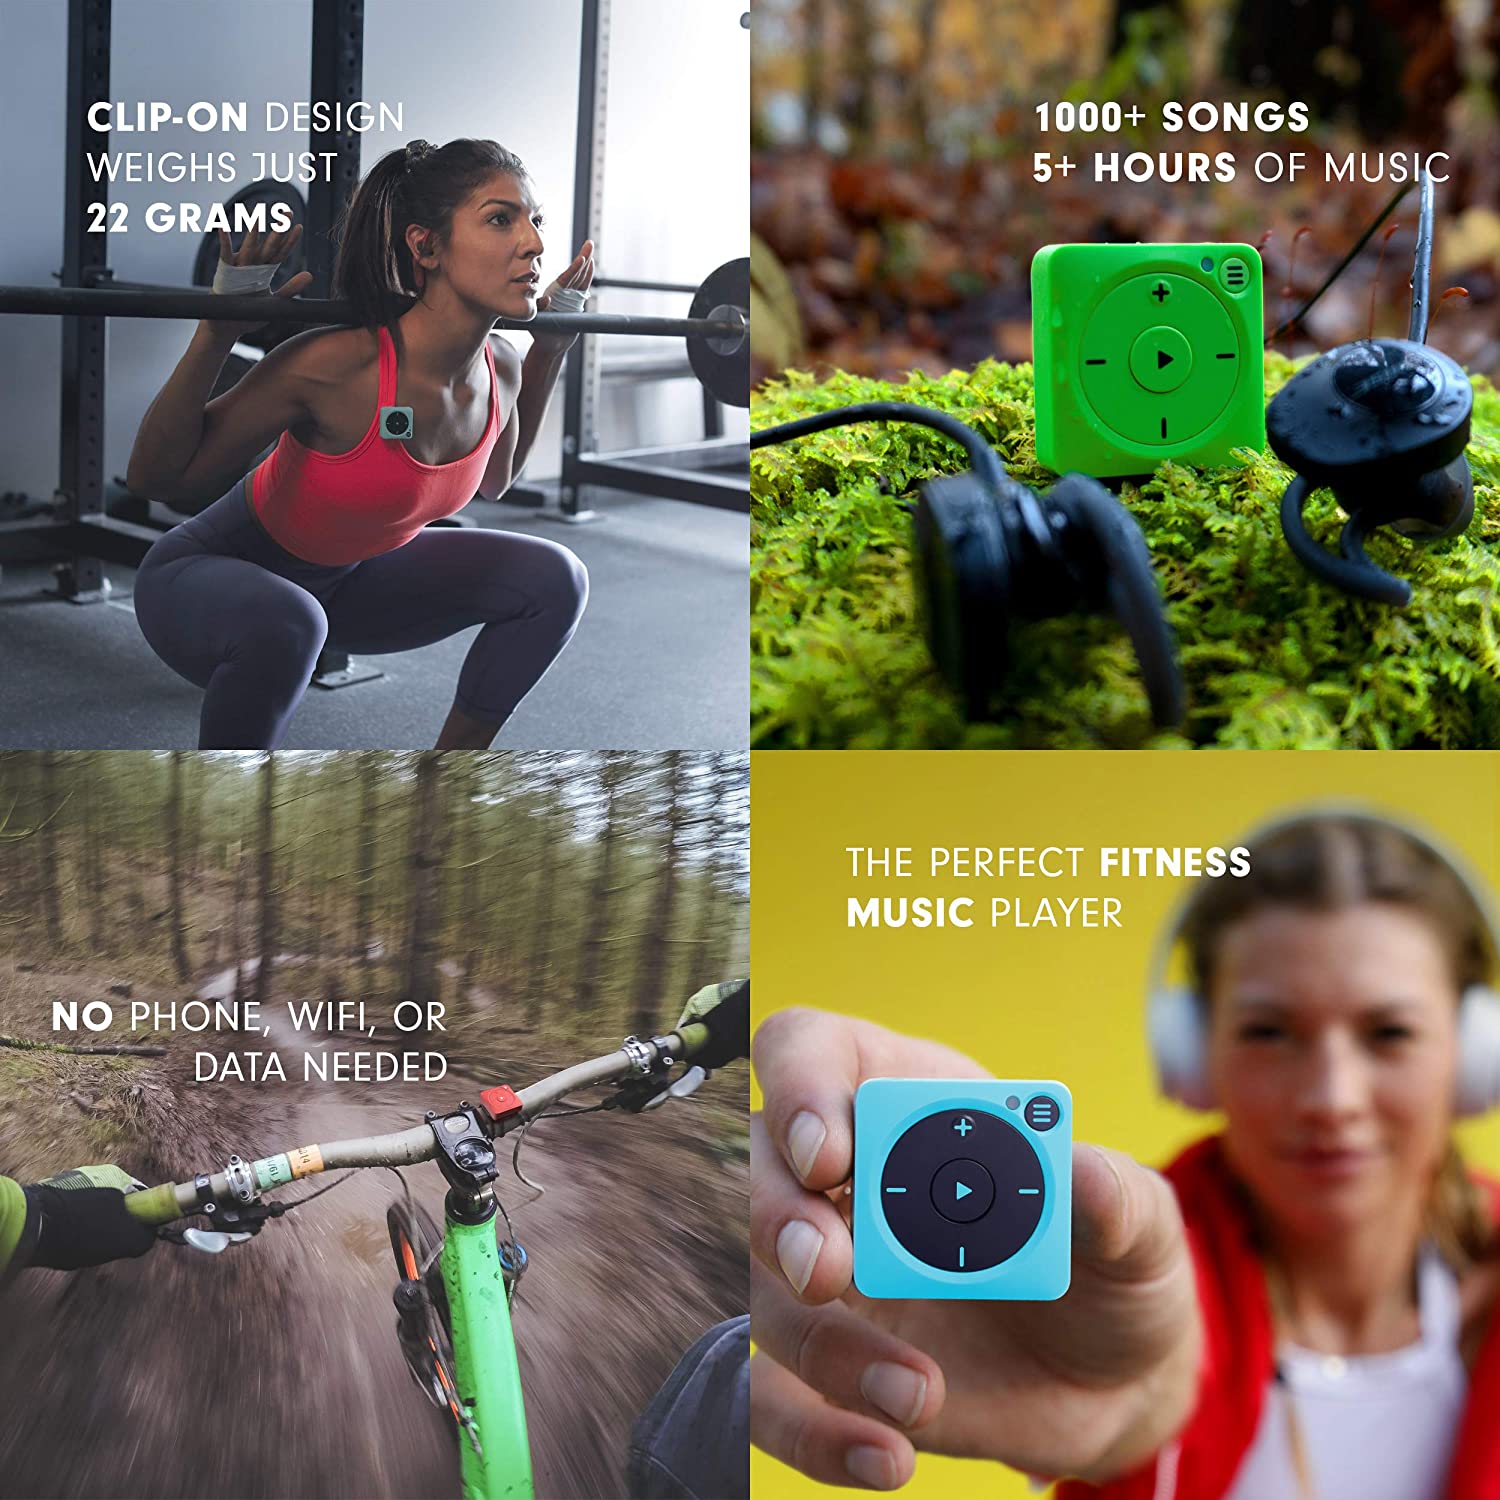 CLIP-ON DESIGN
WEIGHS JUST
22 GRAMS
1000+ SONGS
5+ HOURS OF MUSIC
NO PHONE, WIFI, OR
DATA NEEDED
THE PERFECT FITNESS
MUSIC PLAYER